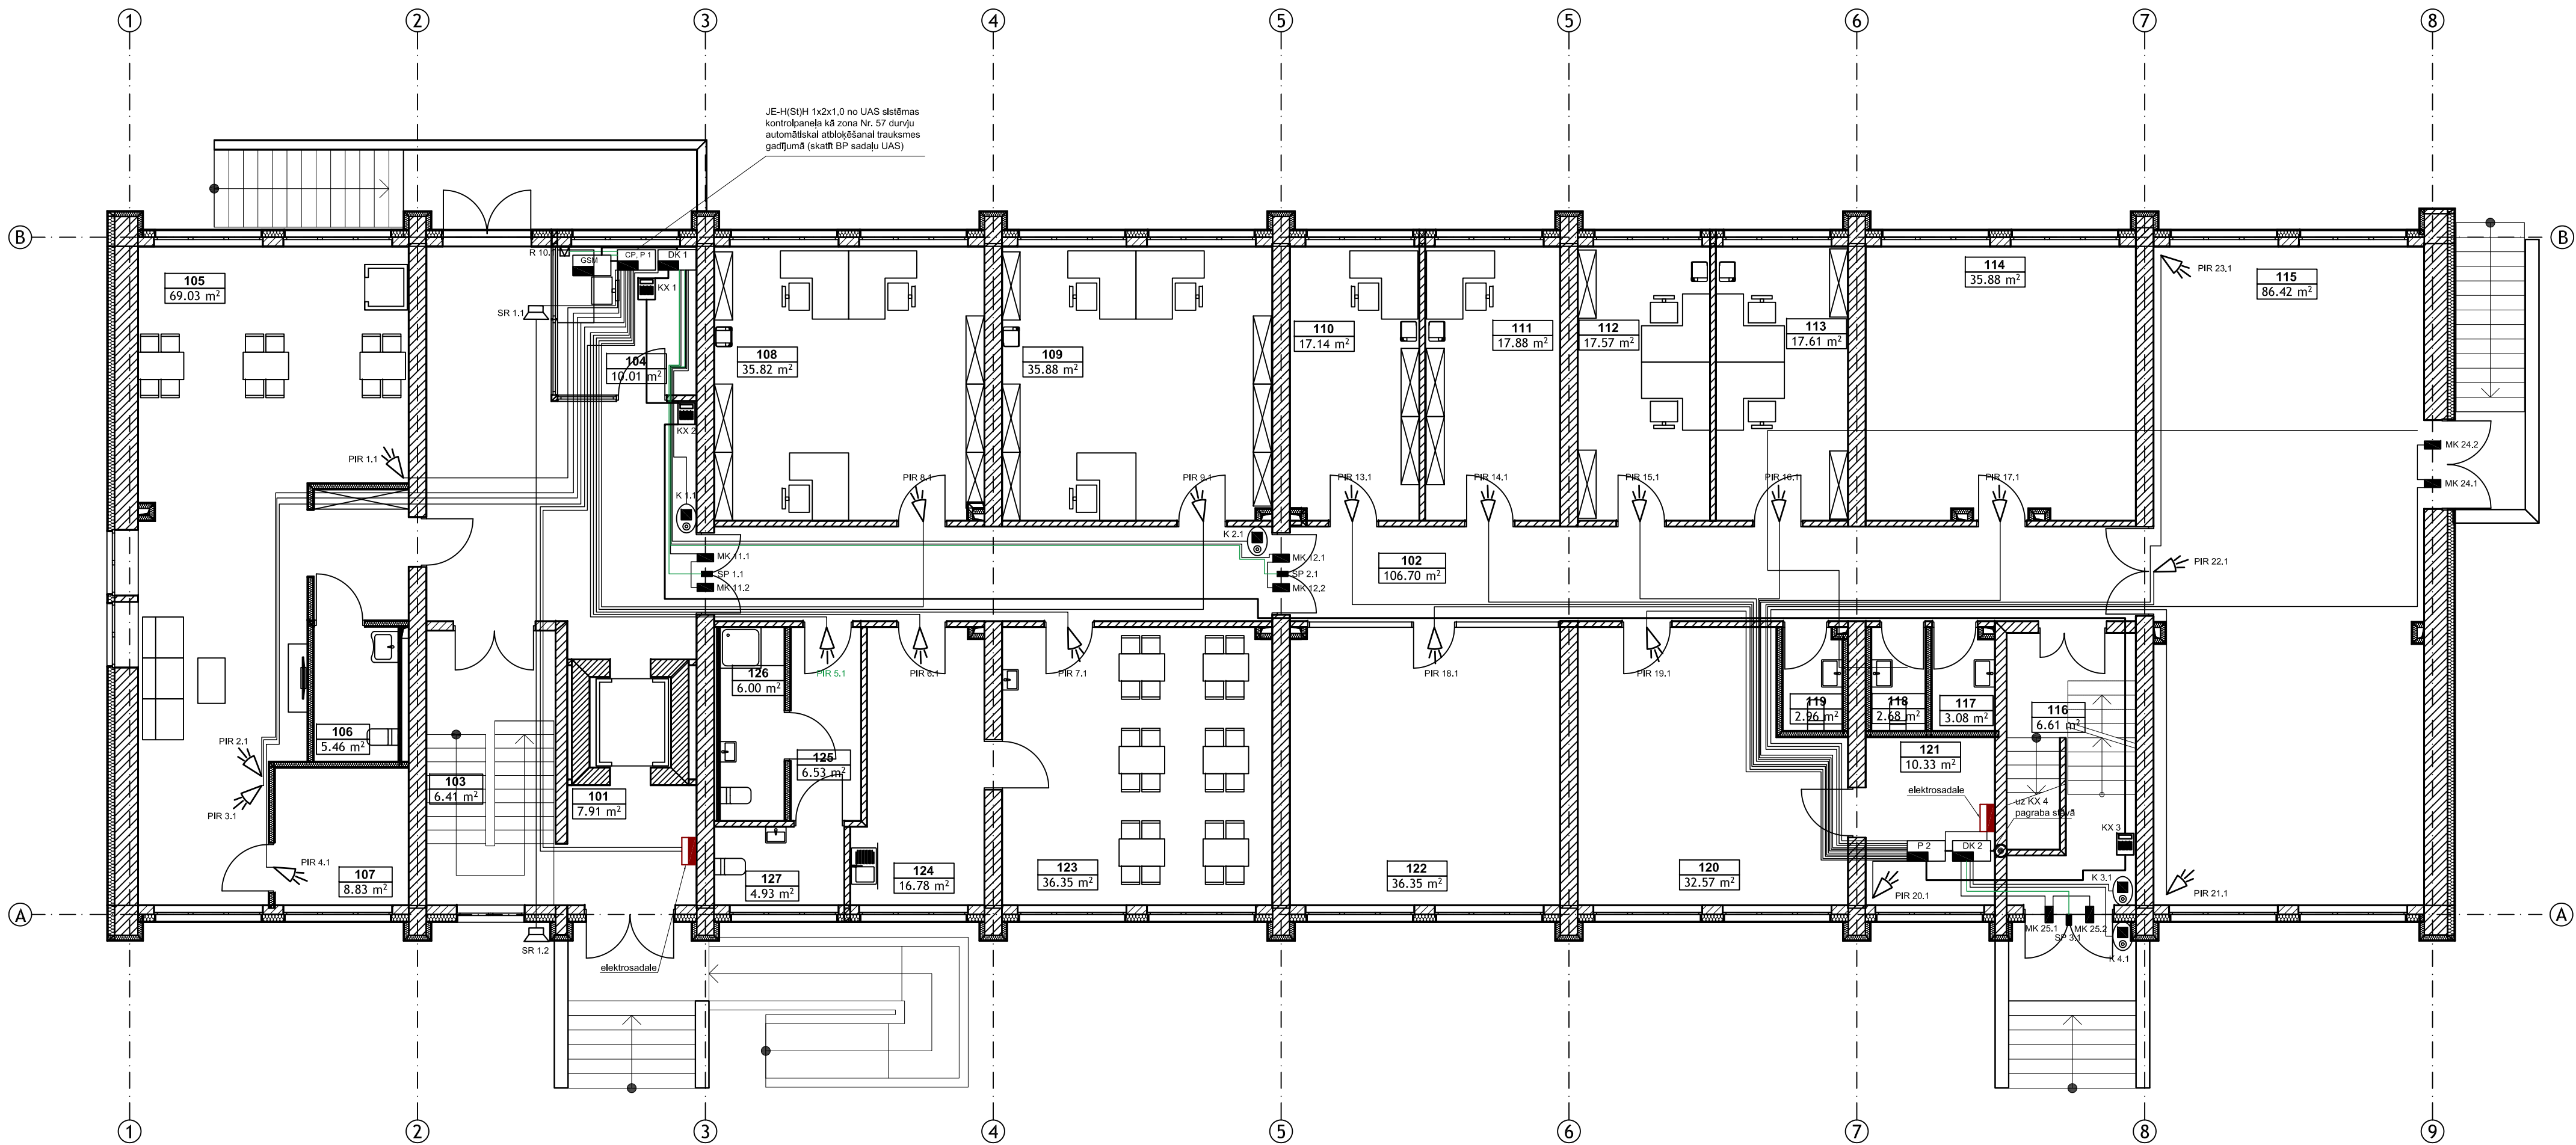 1 2 3 4 5 5 6 7 8
JE-H(St)H 1x2x1,0 no UAS sistēmas
kontrolpaneļa kā zona Nr. 57 durvju
automātiskai atbloķēšanai trauksmes
gadījumā (skatīt BP sadaļu UAS)
B
B
R 10.1
GSM
CP, P 1
DK 1
KX 1
SR 1.1
PIR 23.1
105
69.03 m²
114
35.88 m²
115
86.42 m²
110
17.14 m²
111
17.88 m²
112
17.57 m²
113
17.61 m²
104
10.01 m²
108
35.82 m²
109
35.88 m²
KX 2
PIR 1.1
K 1.1
PIR 8.1
PIR 9.1
PIR 13.1
PIR 14.1
PIR 15.1
PIR 16.1
PIR 17.1
MK 24.2
MK 24.1
K 2.1
MK 11.1
SP 1.1
MK 11.2
MK 12.1
SP 2.1
MK 12.2
102
106.70 m²
PIR 22.1
PIR 5.1
PIR 6.1
PIR 7.1
PIR 18.1
PIR 19.1
126
6.00 m²
119
2.96 m²
118
2.68 m²
117
3.08 m²
116
6.61 m²
106
5.46 m²
PIR 2.1
PIR 3.1
103
6.41 m²
101
7.91 m²
125
6.53 m²
121
10.33 m²
elektrosadale
uz KX 4
pagraba stāvā
KX 3
P 2
DK 2
PIR 4.1
107
8.83 m²
127
4.93 m²
124
16.78 m²
123
36.35 m²
122
36.35 m²
120
32.57 m²
PIR 20.1
K 3.1
PIR 21.1
A
A
MK 25.1
SP 3.1
MK 25.2
K 4.1
SR 1.2
elektrosadale
1 2 3 4 5 6 7 8 9